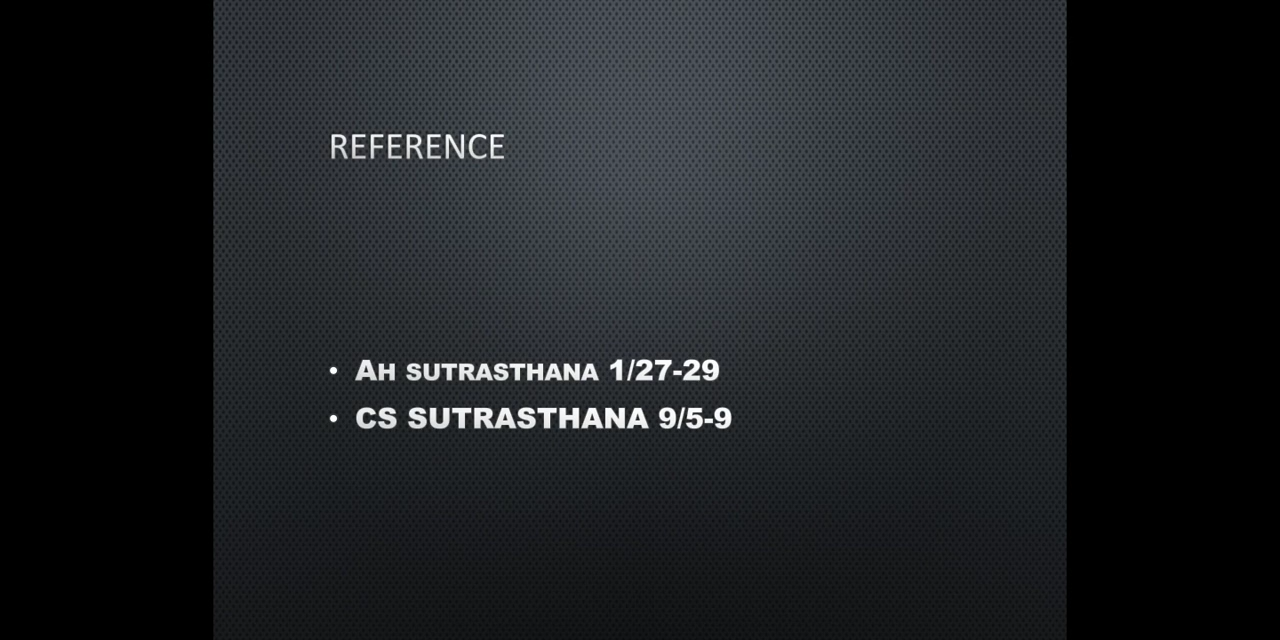 REFERENCE
• AH SUTRASTHANA 1/27-29
• CS SUTRASTHANA 9/5-9